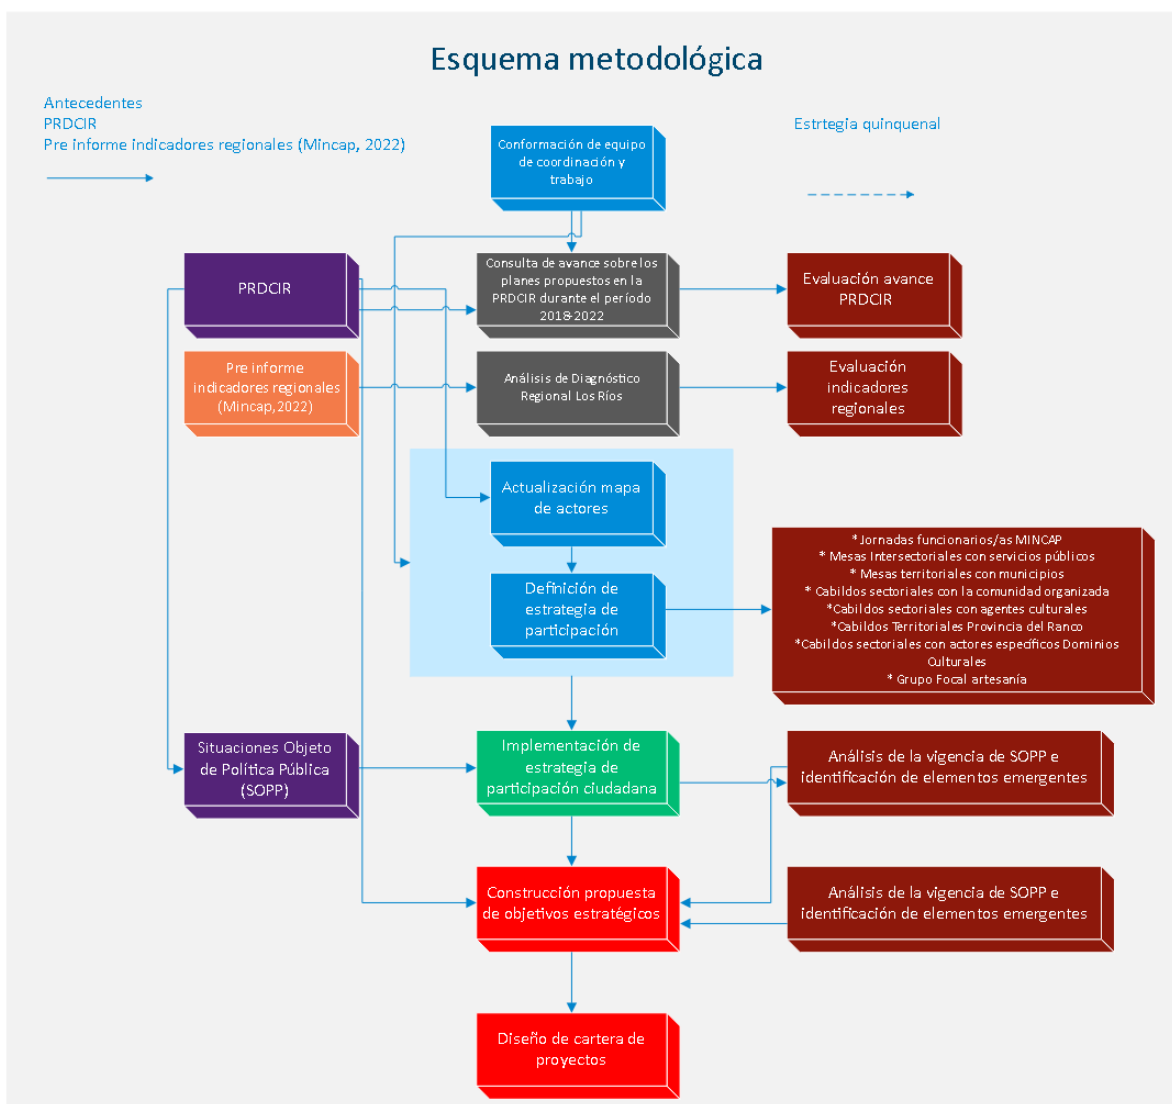 Esquema metodológica
Antecedentes
PRDCIR
Pre informe indicadores regionales (Mincap, 2022)
Estrtegia quinquenal
Conformación de equipo
de coordinación y
trabajo
PRDCIR
Consulta de avance sobre los
planes propuestos en la
PRDCIR durante el período
2018-2022
Evaluación avance
PRDCIR
Pre informe
indicadores regionales
(Mincap,2022)
Análisis de Diagnóstico
Regional Los Ríos
Evaluación
indicadores
regionales
Actualización mapa
de actores
Definición de
estrategia de
participación
* Jornadas funcionarios/as MINCAP
* Mesas Intersectoriales con servicios públicos
* Mesas territoriales con municipios
* Cabildos sectoriales con la comunidad organizada
*Cabildos sectoriales con agentes culturales
*Cabildos Territoriales Provincia del Ranco
*Cabildos sectoriales con actores específicos Dominios
Culturales
* Grupo Focal artesanía
Situaciones Objeto
de Política Pública
(SOPP)
Implementación de
estrategia de
participación ciudadana
Análisis de la vigencia de SOPP e
identificación de elementos emergentes
Construcción propuesta
de objetivos estratégicos
Análisis de la vigencia de SOPP e
identificación de elementos emergentes
Diseño de cartera de
proyectos